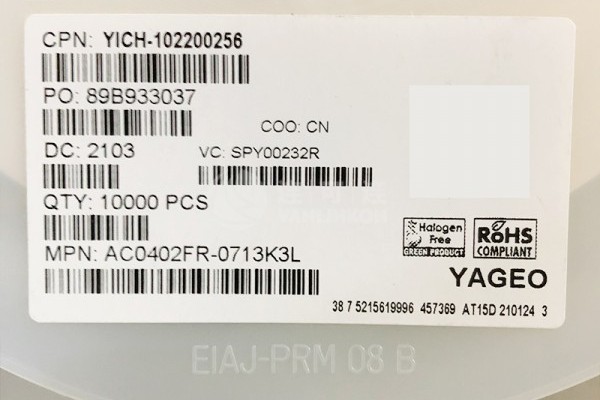 CPN: YICH-102200256
PO: 89B933037
COO: CN
DC: 2103
VC: SPY00232R
QTY: 10000 PCS
MPN: AC0402FR-0713K3L
Halogen
Free
GREEN PRODUCT
RoHS
COMPLIANT
YAGEO
38 7 5215619996 457369 AT15D 210124 3
EIAJ-PRM 08 B